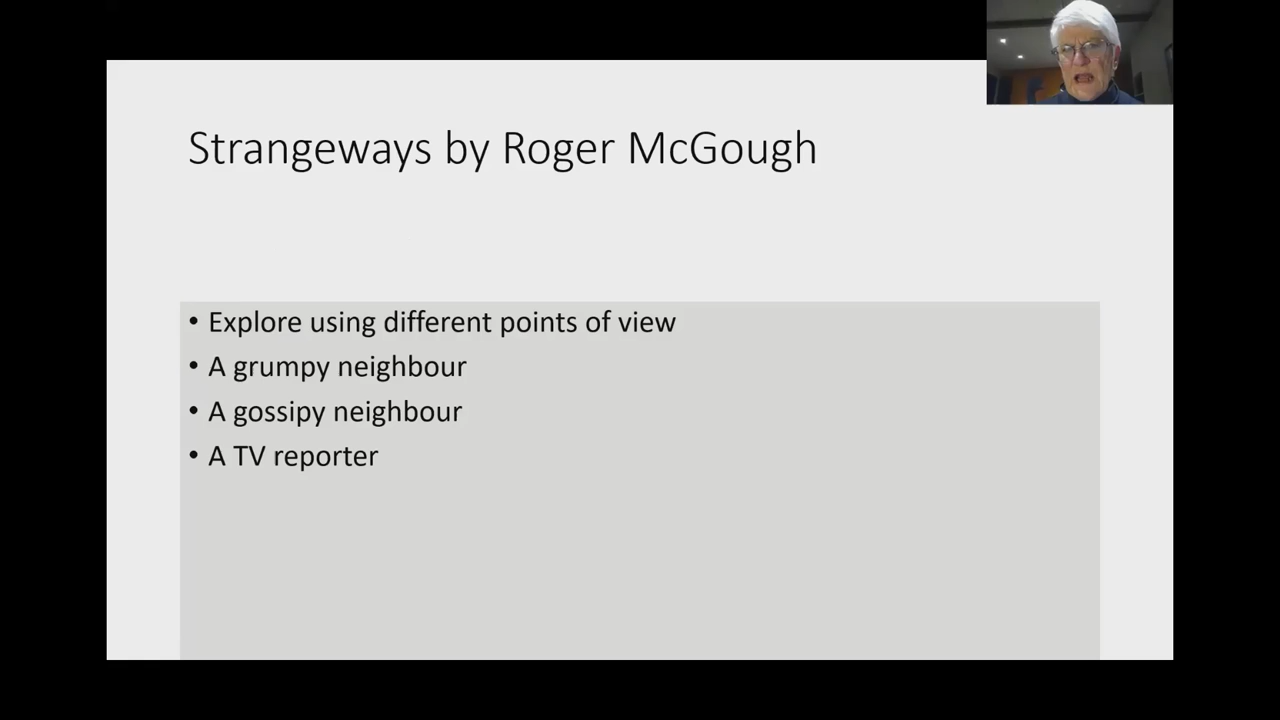 Strangeways by Roger McGough
• Explore using different points of view
• A grumpy neighbour
• A gossipy neighbour
• A TV reporter